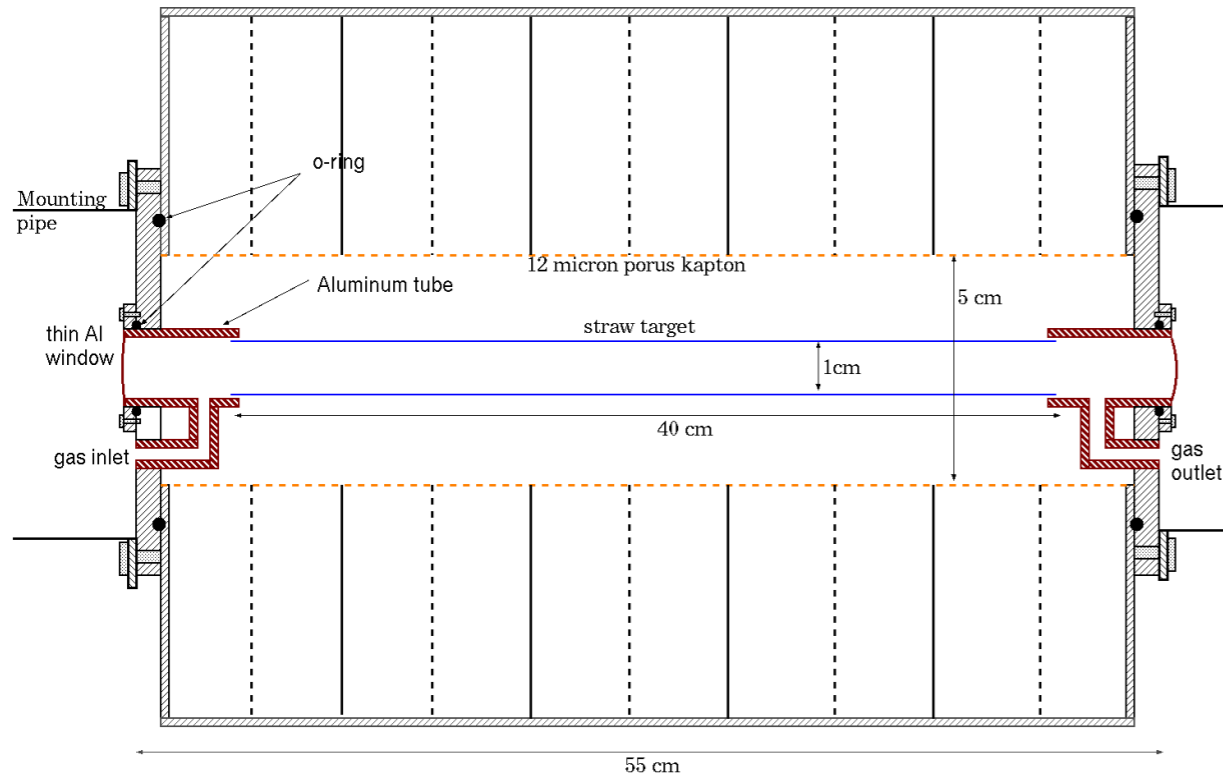 o-ring
Mounting
pipe
12 micron porus kapton
Aluminum tube
5 cm
straw target
thin Al
window
1cm
40 cm
gas inlet
gas
outlet
55 cm